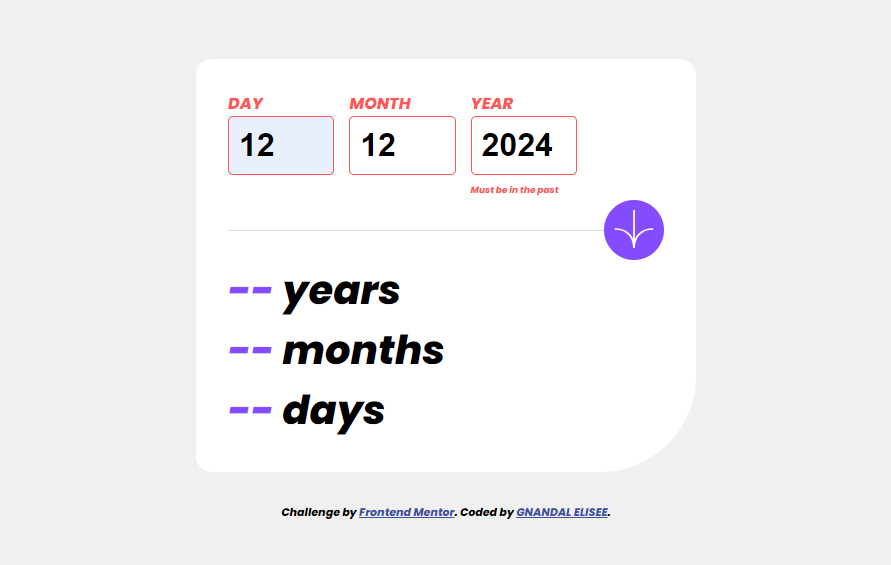 DAY MONTH YEAR
12 12 2024
Must be in the past
-- years
-- months
-- days
Challenge by Frontend Mentor. Coded by GNANDAL ELISEE.